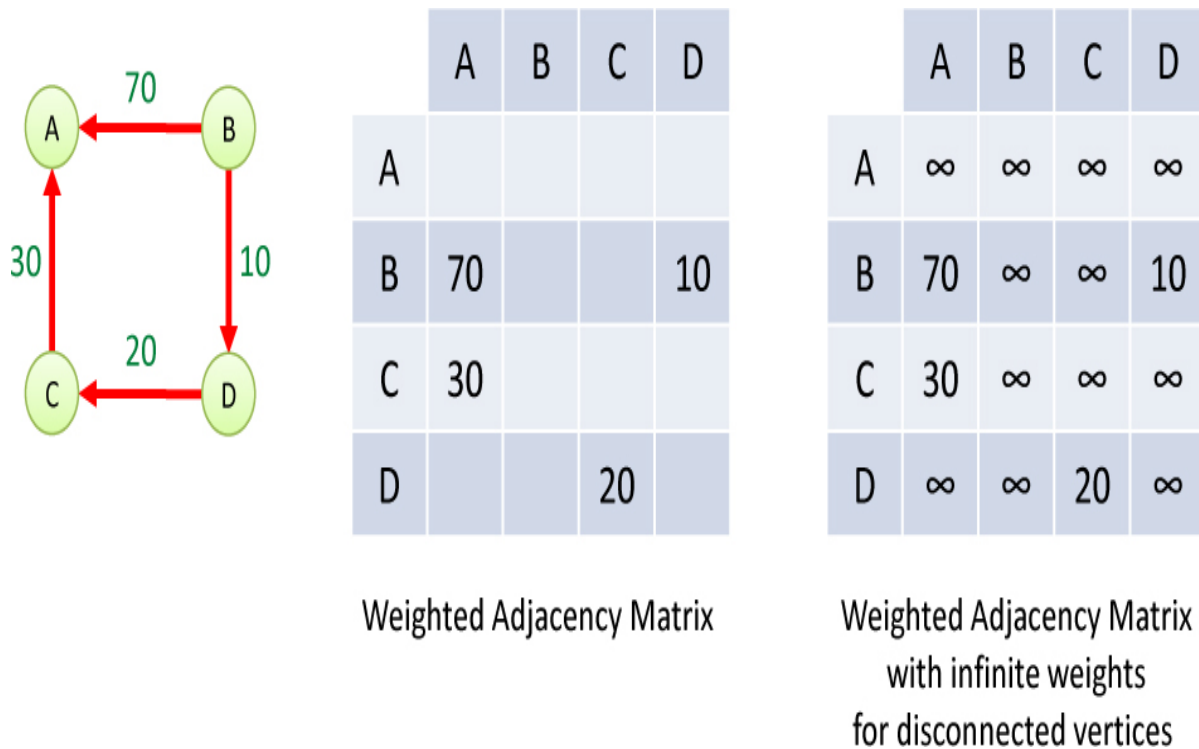 70
A B
30 10
20
C D
A B C D
A
B 70 10
C 30
D 20
Weighted Adjacency Matrix
A B C D
A ∞ ∞ ∞ ∞
B 70 ∞ ∞ 10
C 30 ∞ ∞ ∞
D ∞ ∞ 20 ∞
Weighted Adjacency Matrix
with infinite weights
for disconnected vertices